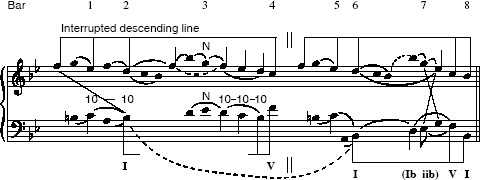 Bar 1 2 3 4 5 6 7 8
Interrupted descending line
N
10 10 N 10–10–10
I V
I (Ib iib) V I